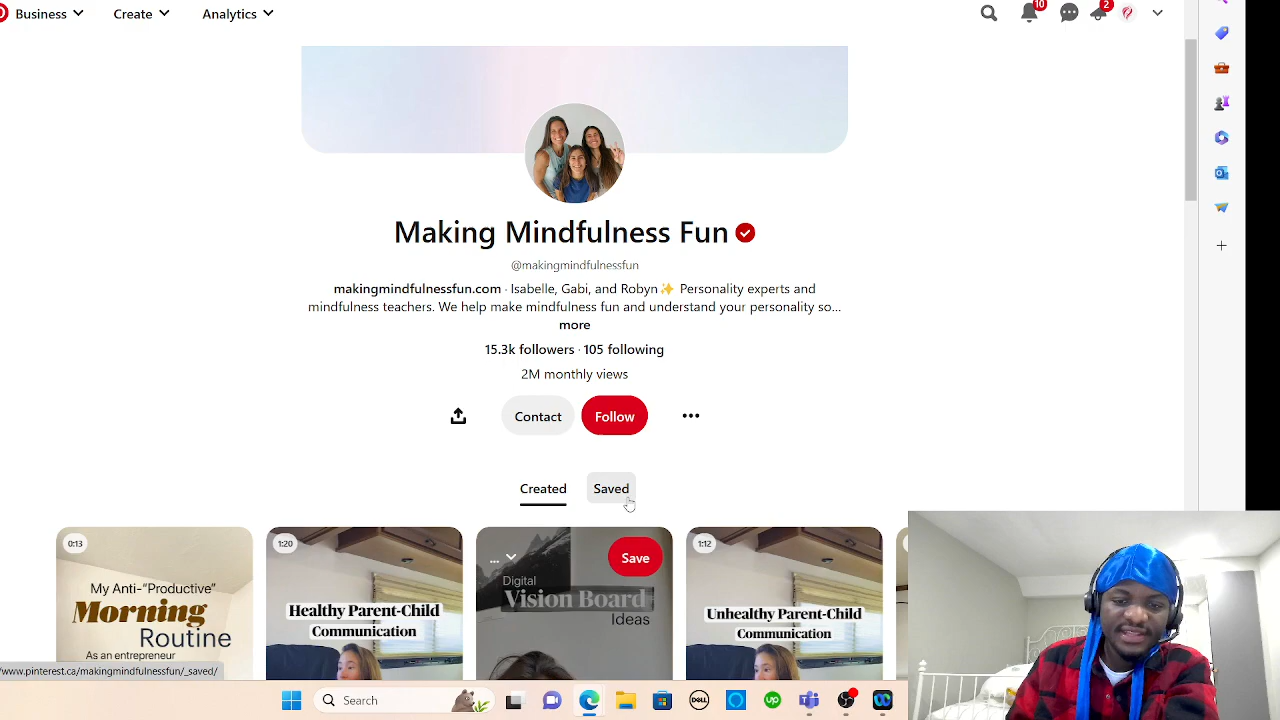 Business Create Analytics 10 2
Making Mindfulness Fun
@makingmindfulnessfun
makingmindfulnessfun.com · Isabelle, Gabi, and Robyn✨ Personality experts and
mindfulness teachers. We help make mindfulness fun and understand your personality so...
more
15.3k followers · 105 following
2M monthly views
Contact Follow
Created Saved
0:13
My Anti-"Productive"
Morning
Routine
As an entrepreneur
1:20
Healthy Parent-Child
Communication
... Save
Digital
Vision Board
Ideas
1:12
Unhealthy Parent-Child
Communication
/www.pinterest.ca/makingmindfulnessfun/_saved/
Search
DELL
up